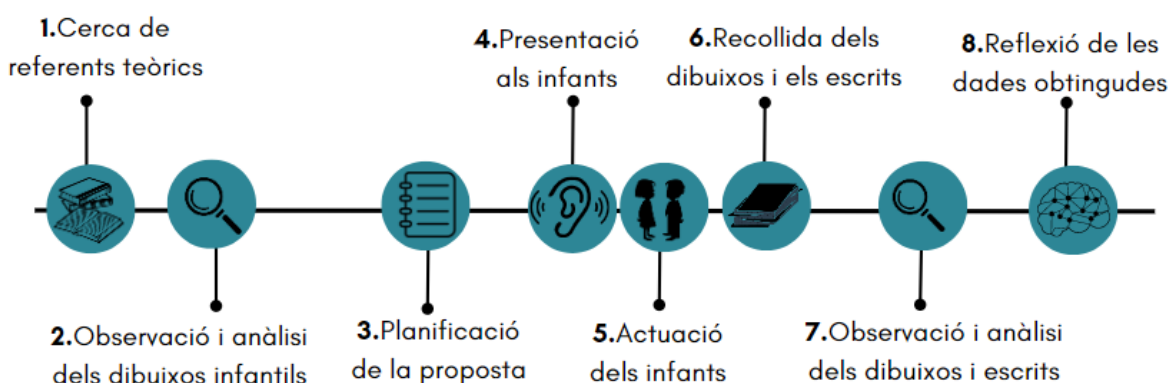 1.Cerca de
referents teòrics
2.Observació i anàlisi
dels dibuixos infantils
3.Planificació
de la proposta
4.Presentació
als infants
5.Actuació
dels infants
6.Recollida dels
dibuixos i els escrits
7.Observació i anàlisi
dels dibuixos i escrits
8.Reflexió de les
dades obtingudes